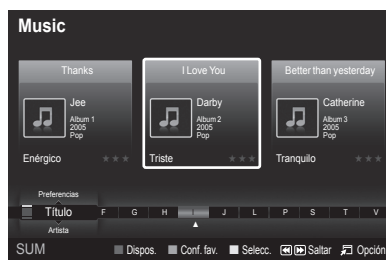 Music
Thanks I Love You Better than yesterday
Jee Darby Catherine
Album 1 Album 2 Album 3
2005 2005 2005
Pop Pop Pop
Enérgico ★★★ Triste ★★★ Tranquilo ★★★
Preferencias
Título F G H I J L P S T V
Artista
SUM Dispos. Conf. fav. Selecc. Saltar Opción